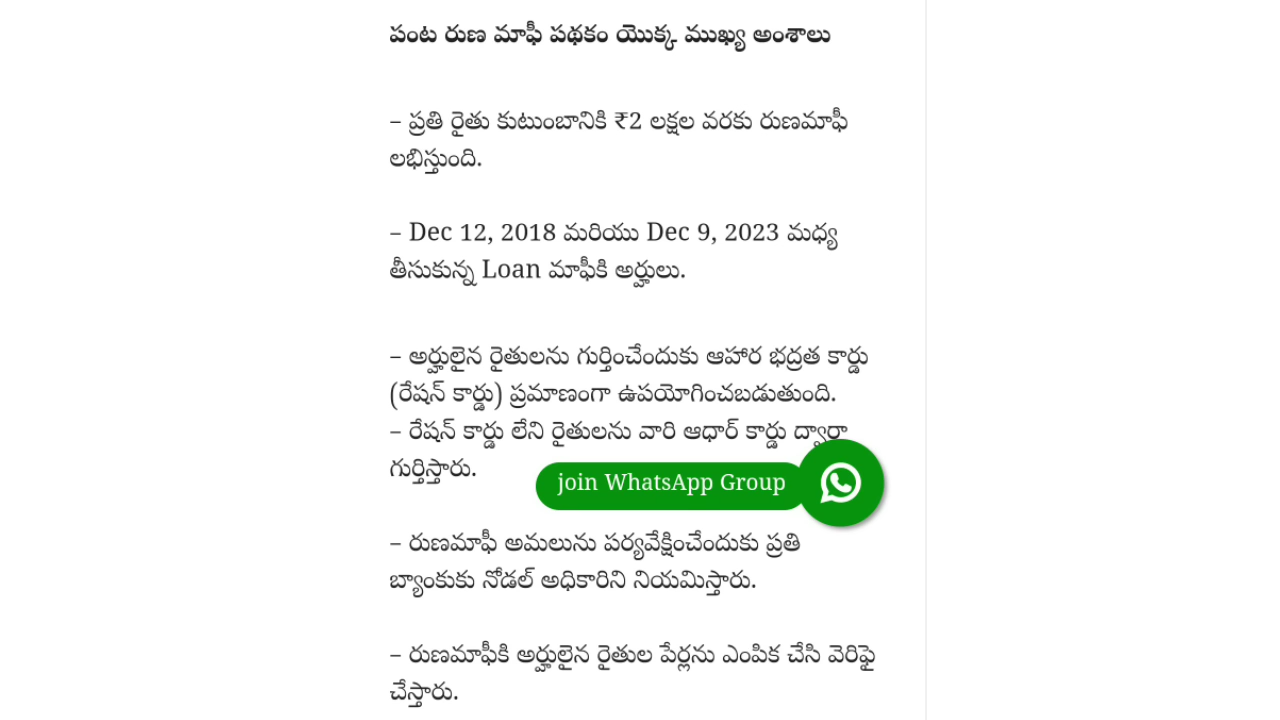 పంట రుణ మాఫీ పథకం యొక్క ముఖ్య అంశాలు
– ప్రతి రైతు కుటుంబానికి ₹2 లక్షల వరకు రుణమాఫీ
లభిస్తుంది.
– Dec 12, 2018 మరియు Dec 9, 2023 మధ్య
తీసుకున్న Loan మాఫీకి అర్హులు.
– అర్హులైన రైతులను గుర్తించేందుకు ఆహార భద్రత కార్డు
(రేషన్ కార్డు) ప్రమాణంగా ఉపయోగించబడుతుంది.
– రేషన్ కార్డు లేని రైతులను వారి ఆధార్ కార్డు ద్వారా
గుర్తిస్తారు.
join WhatsApp Group
– రుణమాఫీ అమలును పర్యవేక్షించేందుకు ప్రతి
బ్యాంకుకు నోడల్ అధికారిని నియమిస్తారు.
– రుణమాఫీకి అర్హులైన రైతుల పేర్లను ఎంపిక చేసి వెరిఫై
చేస్తారు.